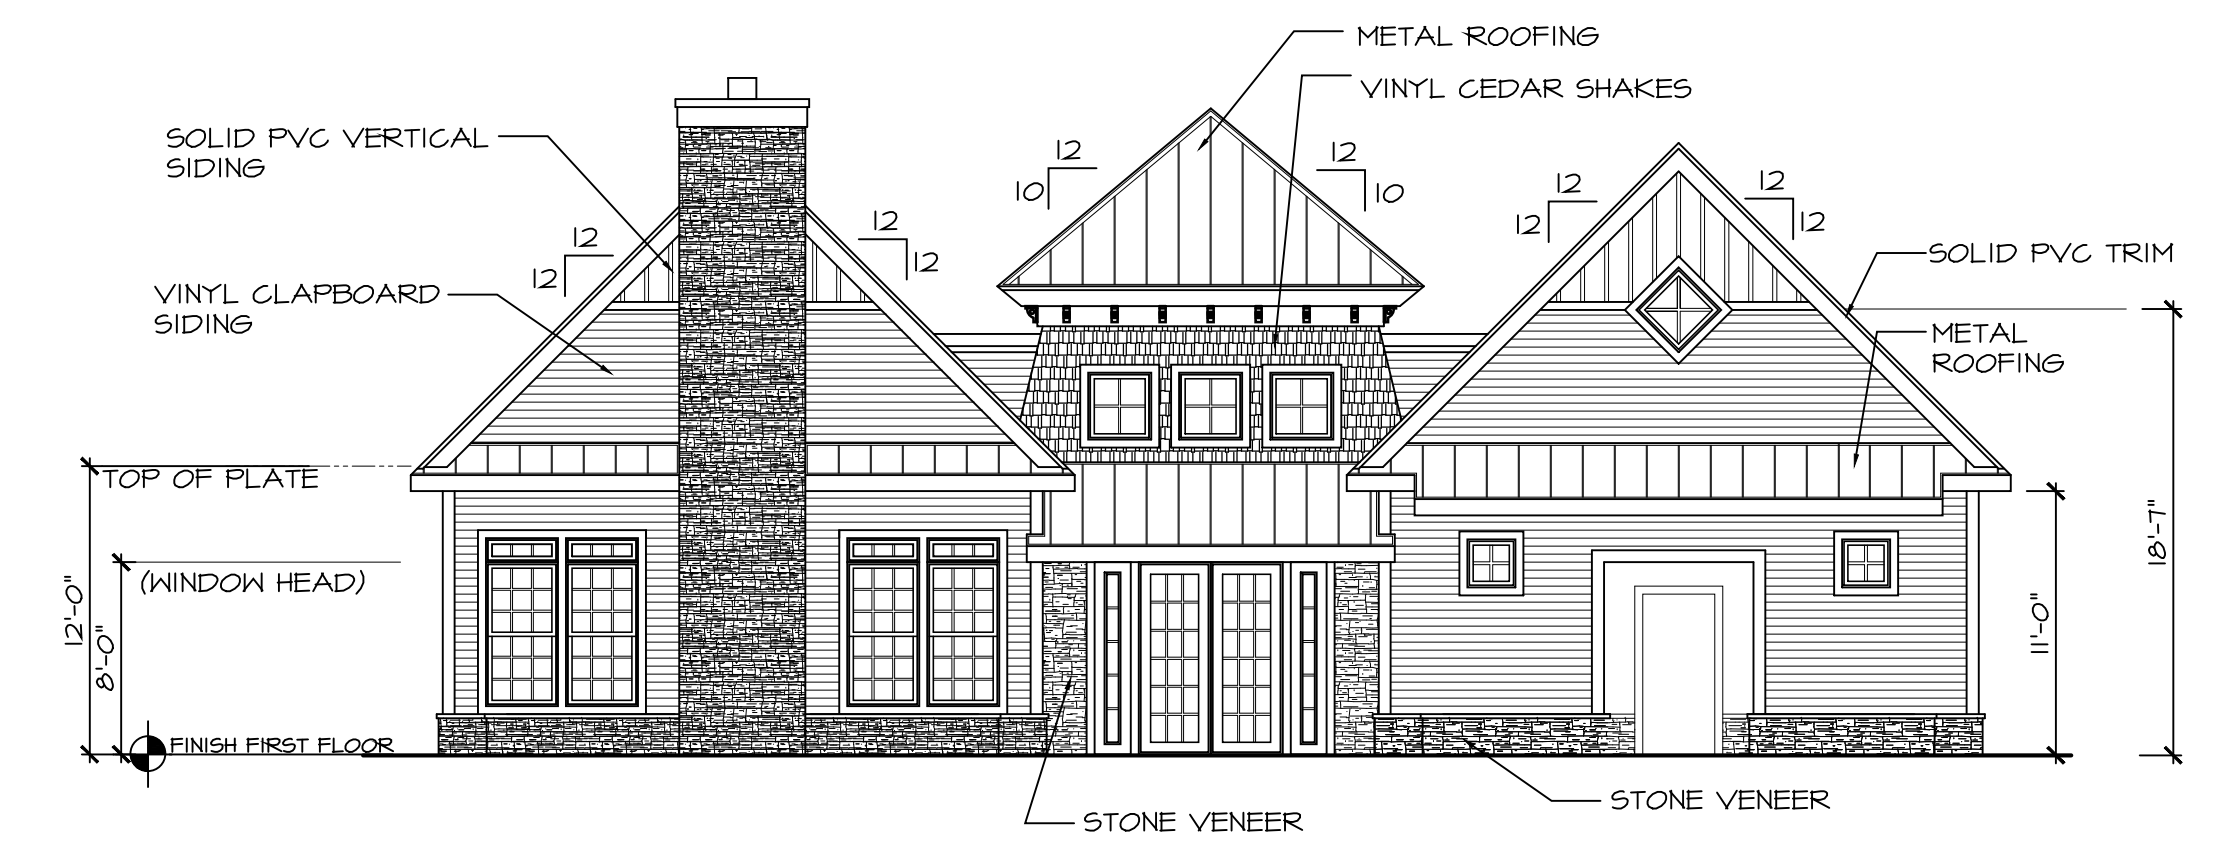 METAL ROOFING
VINYL CEDAR SHAKES
SOLID PVC VERTICAL
SIDING
12
10
12
10
12
12
12
12
12
12
12
12
SOLID PVC TRIM
VINYL CLAPBOARD
SIDING
METAL
ROOFING
TOP OF PLATE
18'-7"
(WINDOW HEAD)
12'-0"
8'-0"
11'-0"
FINISH FIRST FLOOR
STONE VENEER
STONE VENEER